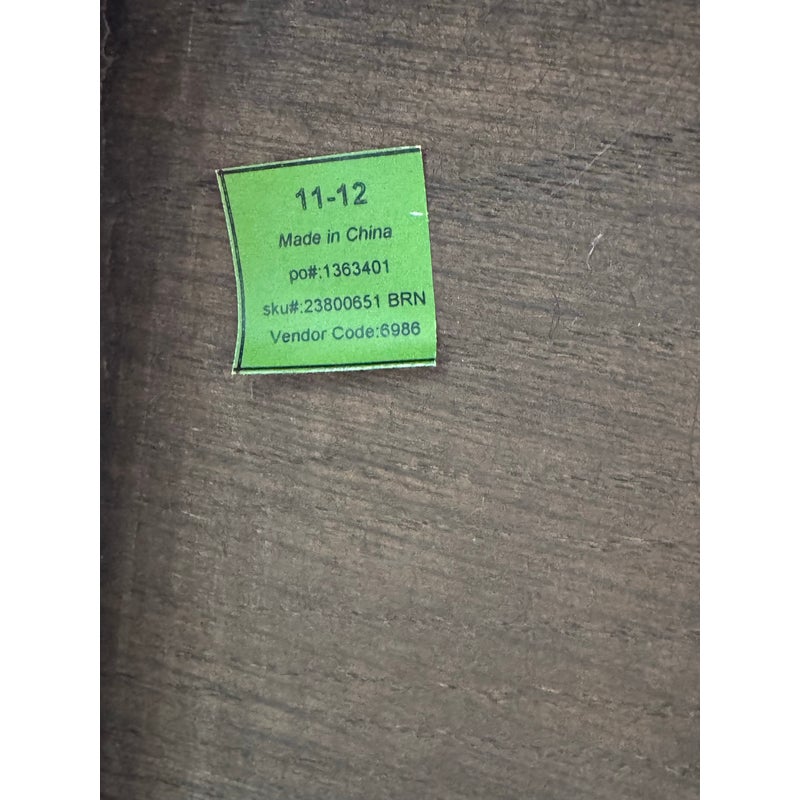 11-12
Made in China
po#:1363401
sku#:23800651 BRN
Vendor Code:6986